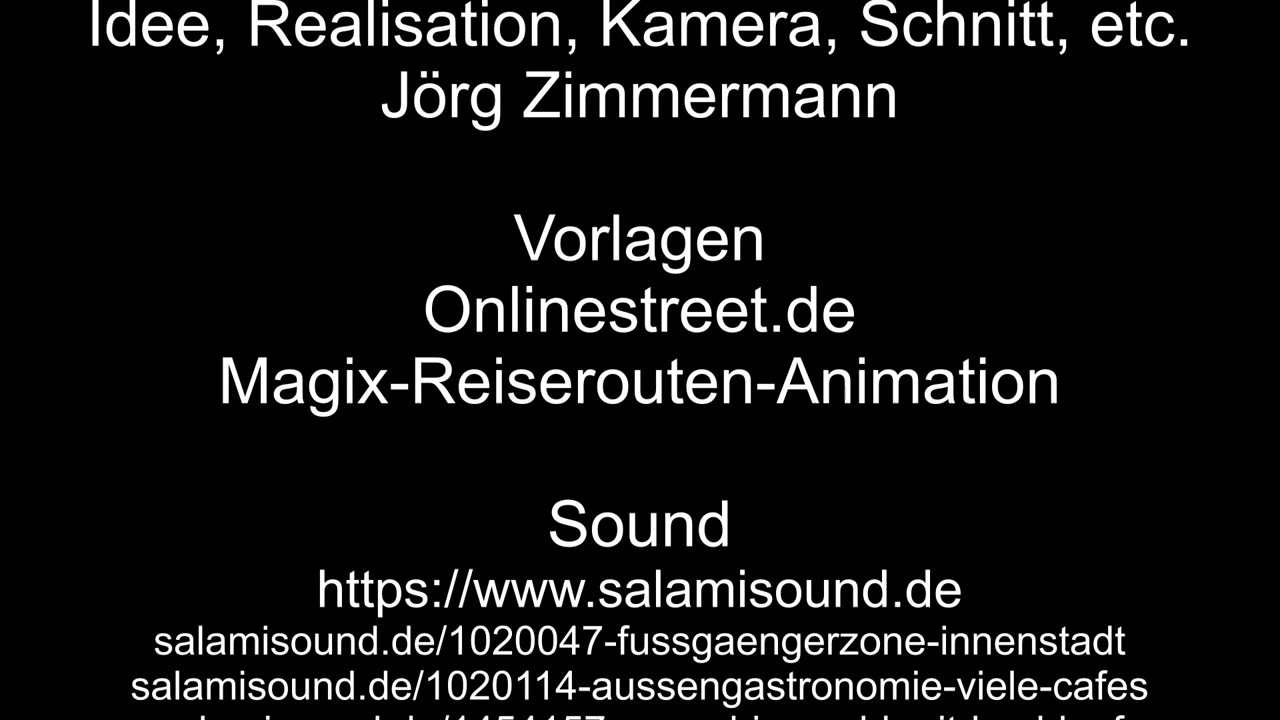 Idee, Realisation, Kamera, Schnitt, etc.
Jörg Zimmermann
Vorlagen
Onlinestreet.de
Magix-Reiserouten-Animation
Sound
https://www.salamisound.de
salamisound.de/1020047-fussgaengerzone-innenstadt
salamisound.de/1020114-aussengastronomie-viele-cafes